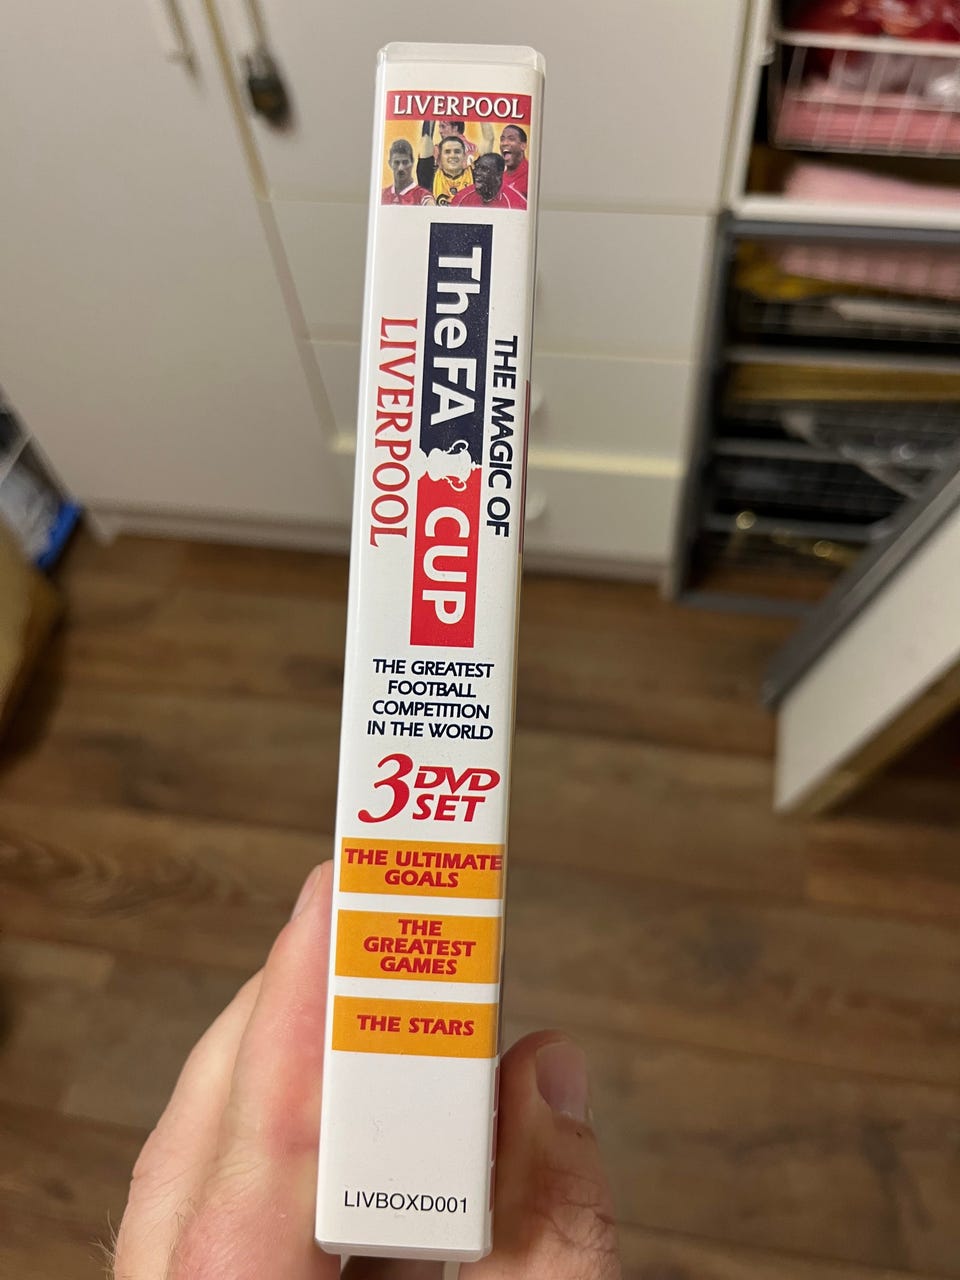 LIVERPOOL
THE MAGIC OF
The FA CUP
LIVERPOOL
THE GREATEST
FOOTBALL
COMPETITION
IN THE WORLD
3 DVD
SET
THE ULTIMATE
GOALS
THE
GREATEST
GAMES
THE STARS
LIVBOXD001